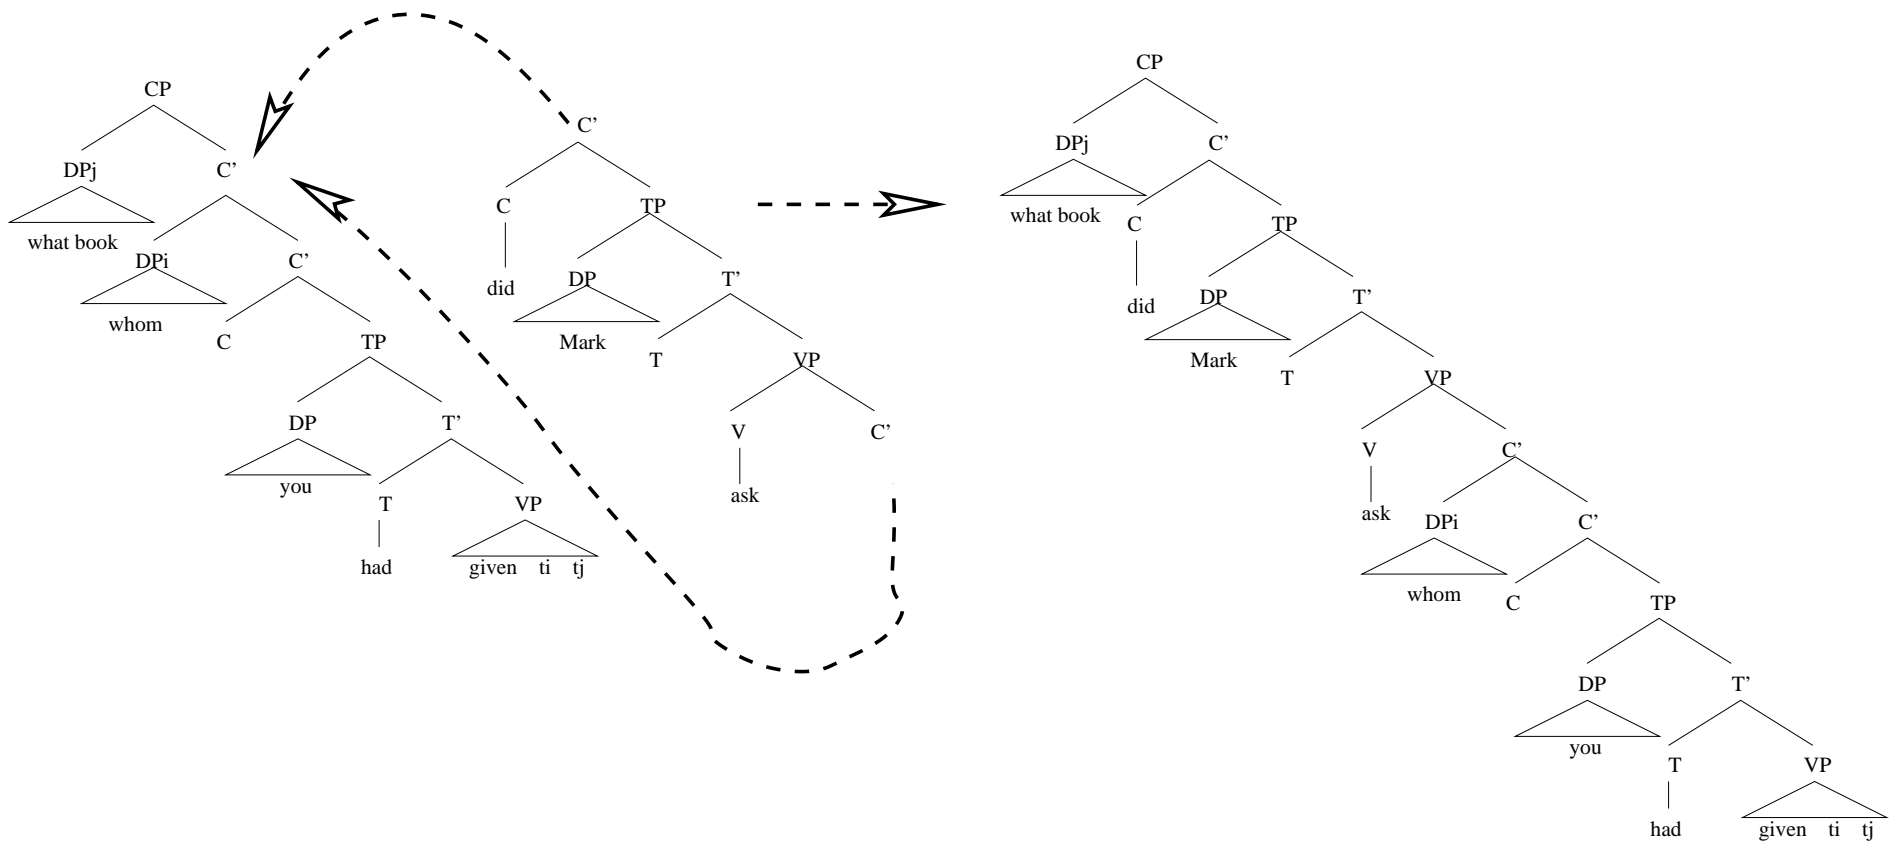 CP
DPj C’
what book
DPi C’
whom
C TP
DP T’
you
T VP
had given ti tj
C’
C TP
did
DP T’
Mark
T VP
V C’
ask
CP
DPj C’
what book
C TP
did
DP T’
Mark
T VP
V C’
ask
DPi C’
whom
C TP
DP T’
you
T VP
had given ti tj